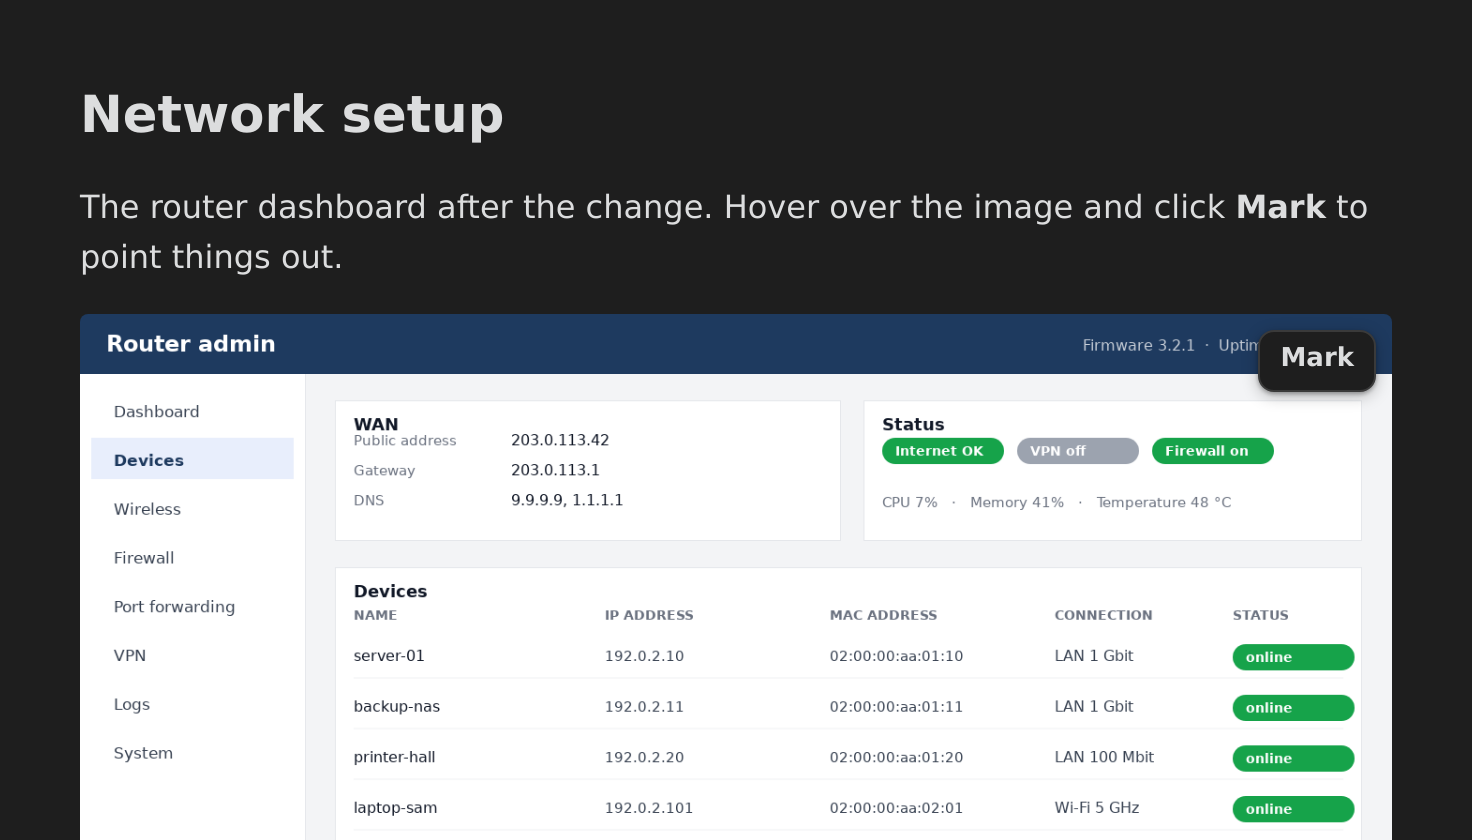 Network setup
The router dashboard after the change. Hover over the image and click Mark to
point things out.
Router admin
Firmware 3.2.1 ·
Mark
Dashboard
Devices
Wireless
Firewall
Port forwarding
VPN
Logs
System
WAN
Public address 203.0.113.42
Gateway 203.0.113.1
DNS 9.9.9.9, 1.1.1.1
Status
Internet OK VPN off Firewall on
CPU 7% · Memory 41% · Temperature 48 °C
Devices
NAME IP ADDRESS MAC ADDRESS CONNECTION STATUS
server-01 192.0.2.10 02:00:00:aa:01:10 LAN 1 Gbit online
backup-nas 192.0.2.11 02:00:00:aa:01:11 LAN 1 Gbit online
printer-hall 192.0.2.20 02:00:00:aa:01:20 LAN 100 Mbit online
laptop-sam 192.0.2.101 02:00:00:aa:02:01 Wi-Fi 5 GHz online